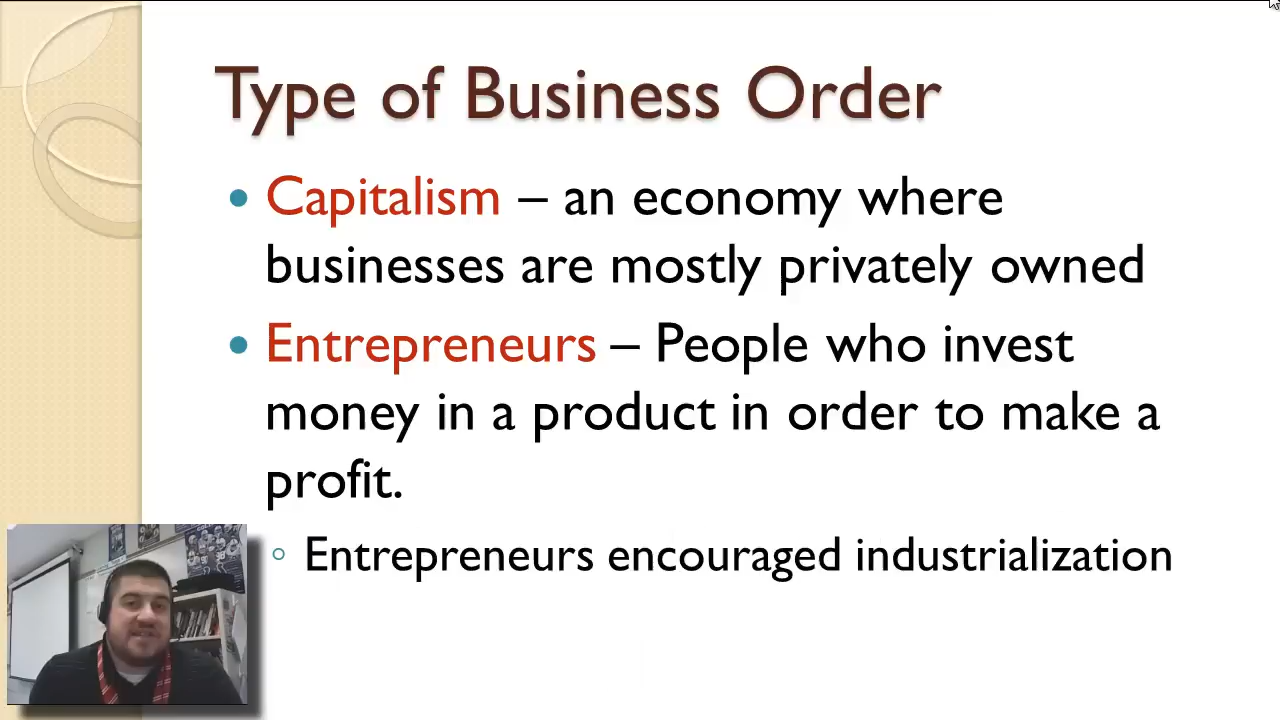 Type of Business Order
• Capitalism – an economy where
businesses are mostly privately owned
• Entrepreneurs – People who invest
money in a product in order to make a
profit.
◦ Entrepreneurs encouraged industrialization